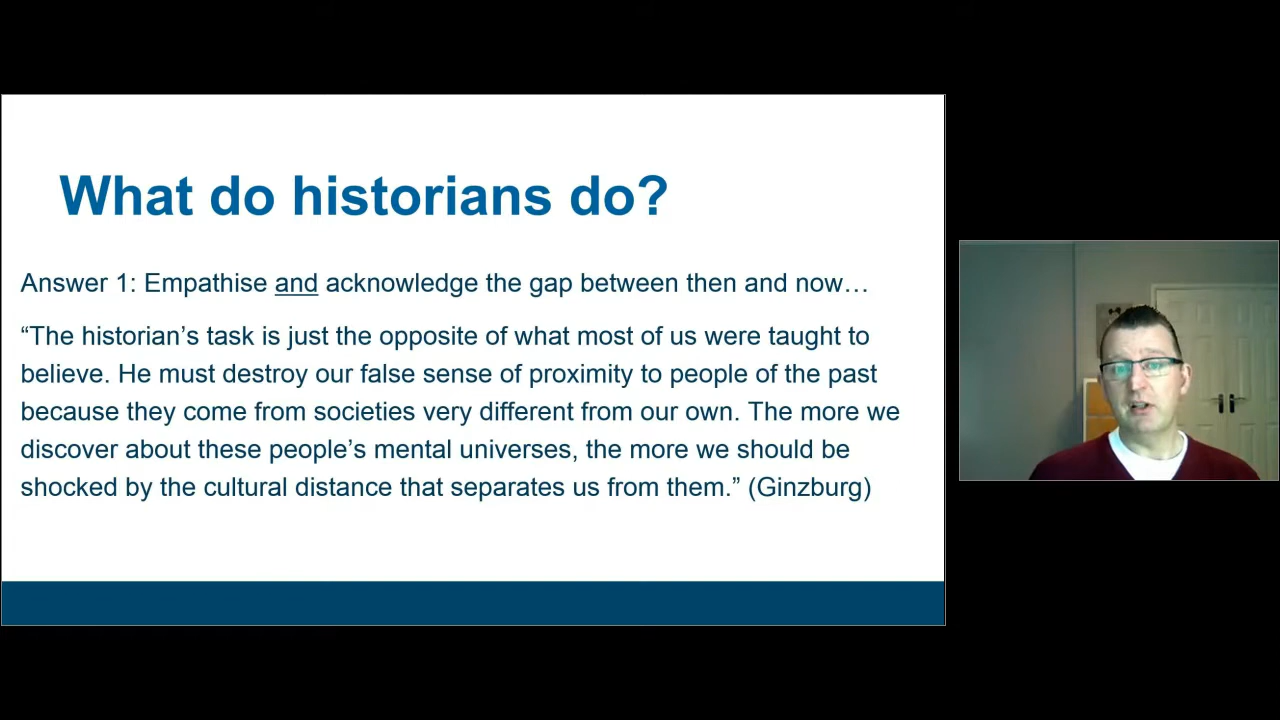 What do historians do?
Answer 1: Empathise and acknowledge the gap between then and now…
“The historian’s task is just the opposite of what most of us were taught to
believe. He must destroy our false sense of proximity to people of the past
because they come from societies very different from our own. The more we
discover about these people’s mental universes, the more we should be
shocked by the cultural distance that separates us from them.” (Ginzburg)